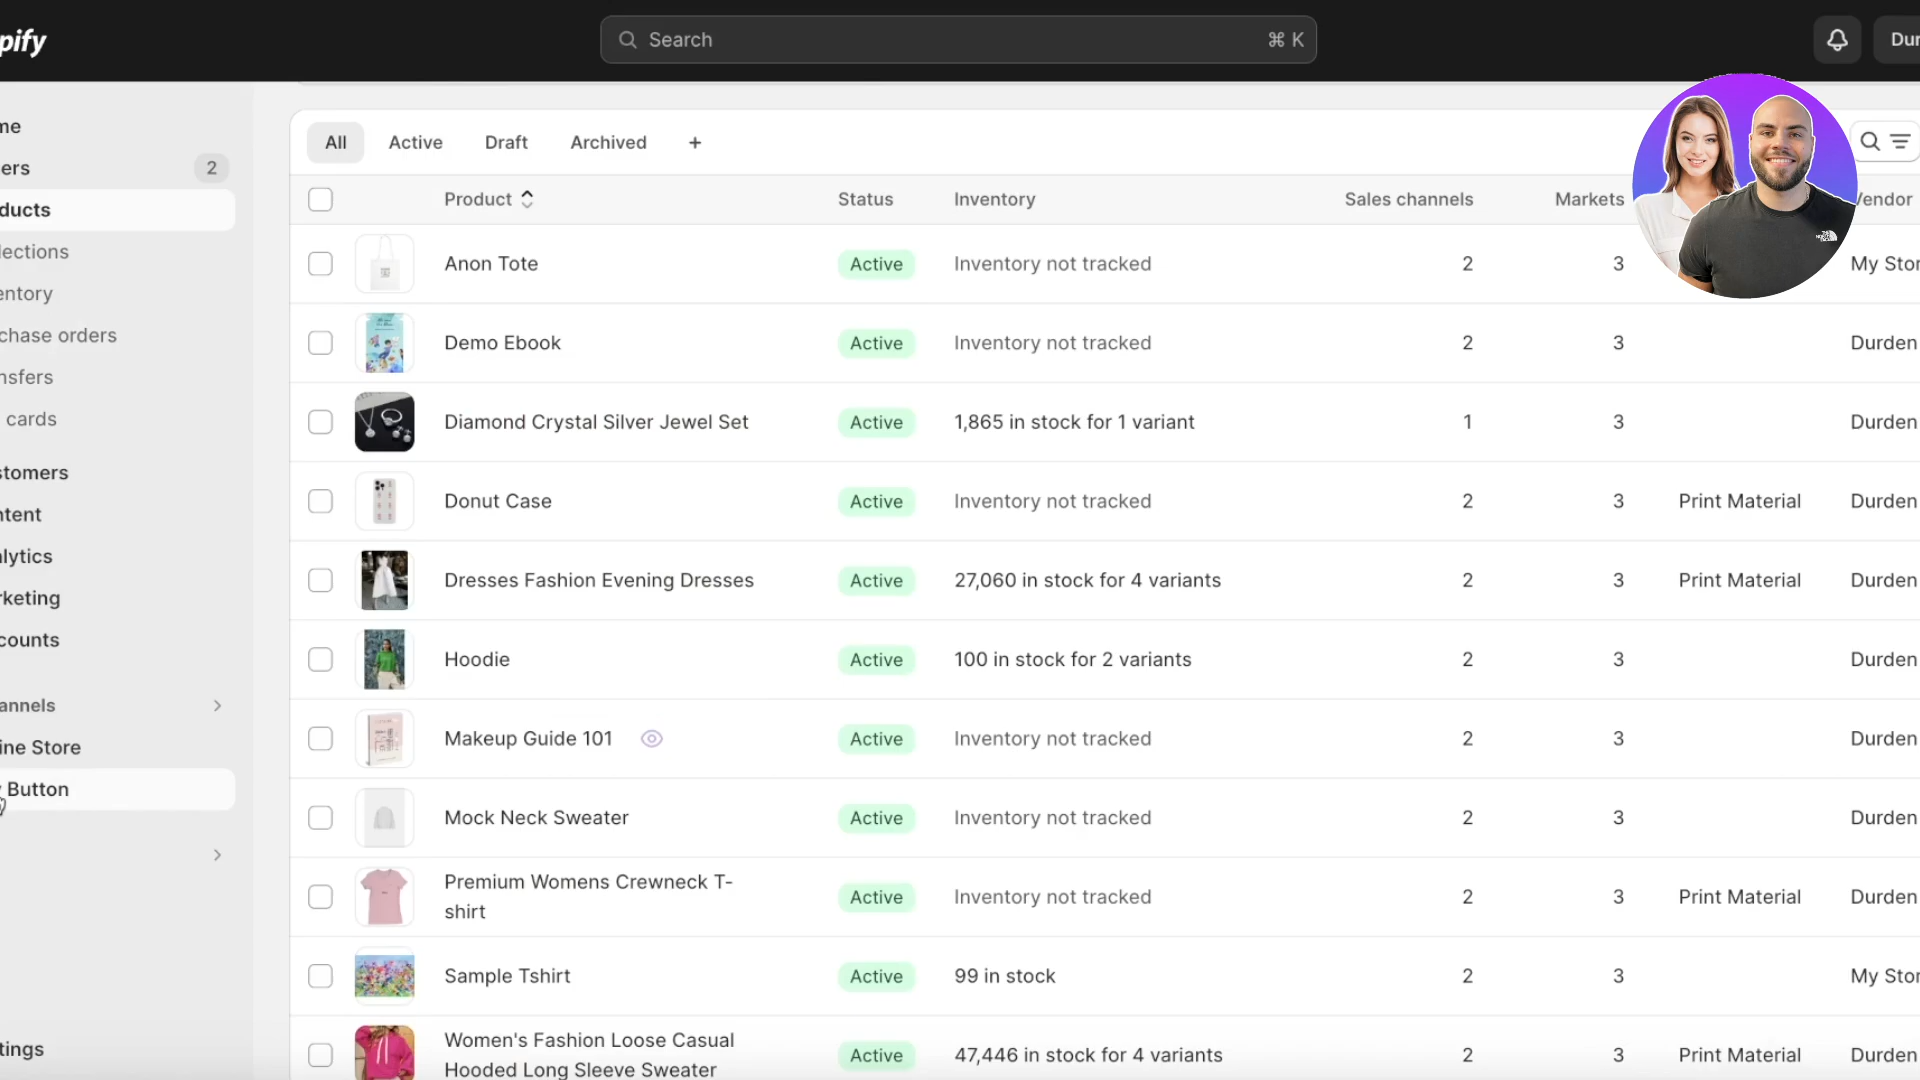 pify
Search
⌘ K
Dur
me
ers
2
ducts
lections
entory
chase orders
nsfers
cards
stomers
ntent
alytics
rketing
counts
annels
ine Store
Button
tings
All
Active
Draft
Archived
+
Product
Status
Inventory
Sales channels
Markets
Vendor
Anon Tote
Active
Inventory not tracked
2
3
My Stor
Demo Ebook
Active
Inventory not tracked
2
3
Durden
Diamond Crystal Silver Jewel Set
Active
1,865 in stock for 1 variant
1
3
Durden
Donut Case
Active
Inventory not tracked
2
3
Print Material
Durden
Dresses Fashion Evening Dresses
Active
27,060 in stock for 4 variants
2
3
Print Material
Durden
Hoodie
Active
100 in stock for 2 variants
2
3
Durden
Makeup Guide 101
Active
Inventory not tracked
2
3
Durden
Mock Neck Sweater
Active
Inventory not tracked
2
3
Durden
Premium Womens Crewneck T-
shirt
Active
Inventory not tracked
2
3
Print Material
Durden
Sample Tshirt
Active
99 in stock
2
3
My Stor
Women's Fashion Loose Casual
Hooded Long Sleeve Sweater
Active
47,446 in stock for 4 variants
2
3
Print Material
Durden